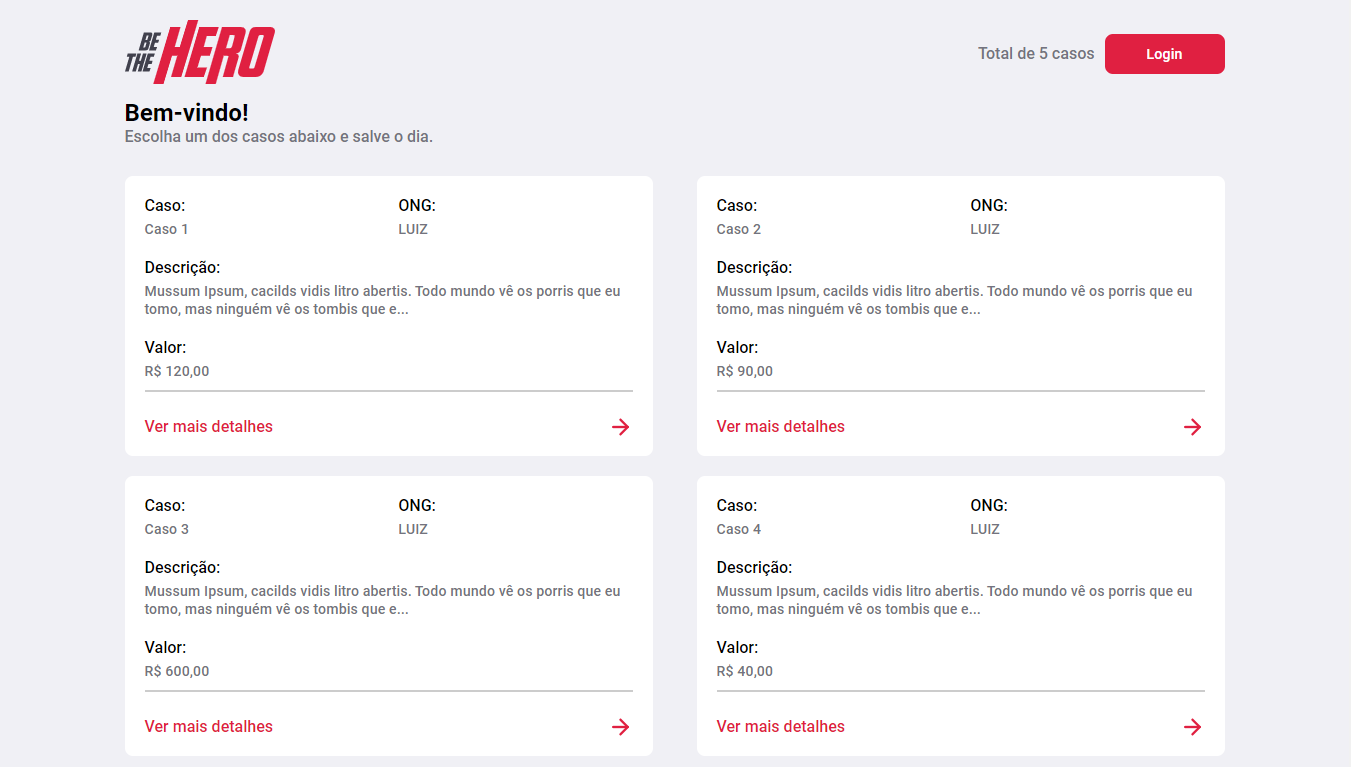 BE THE HERO
Total de 5 casos
Login
Bem-vindo!
Escolha um dos casos abaixo e salve o dia.
Caso:
Caso 1
ONG:
LUIZ
Descrição:
Mussum Ipsum, cacilds vidis litro abertis. Todo mundo vê os porris que eu
tomo, mas ninguém vê os tombis que e...
Valor:
R$ 120,00
Ver mais detalhes
Caso:
Caso 2
ONG:
LUIZ
Descrição:
Mussum Ipsum, cacilds vidis litro abertis. Todo mundo vê os porris que eu
tomo, mas ninguém vê os tombis que e...
Valor:
R$ 90,00
Ver mais detalhes
Caso:
Caso 3
ONG:
LUIZ
Descrição:
Mussum Ipsum, cacilds vidis litro abertis. Todo mundo vê os porris que eu
tomo, mas ninguém vê os tombis que e...
Valor:
R$ 600,00
Ver mais detalhes
Caso:
Caso 4
ONG:
LUIZ
Descrição:
Mussum Ipsum, cacilds vidis litro abertis. Todo mundo vê os porris que eu
tomo, mas ninguém vê os tombis que e...
Valor:
R$ 40,00
Ver mais detalhes